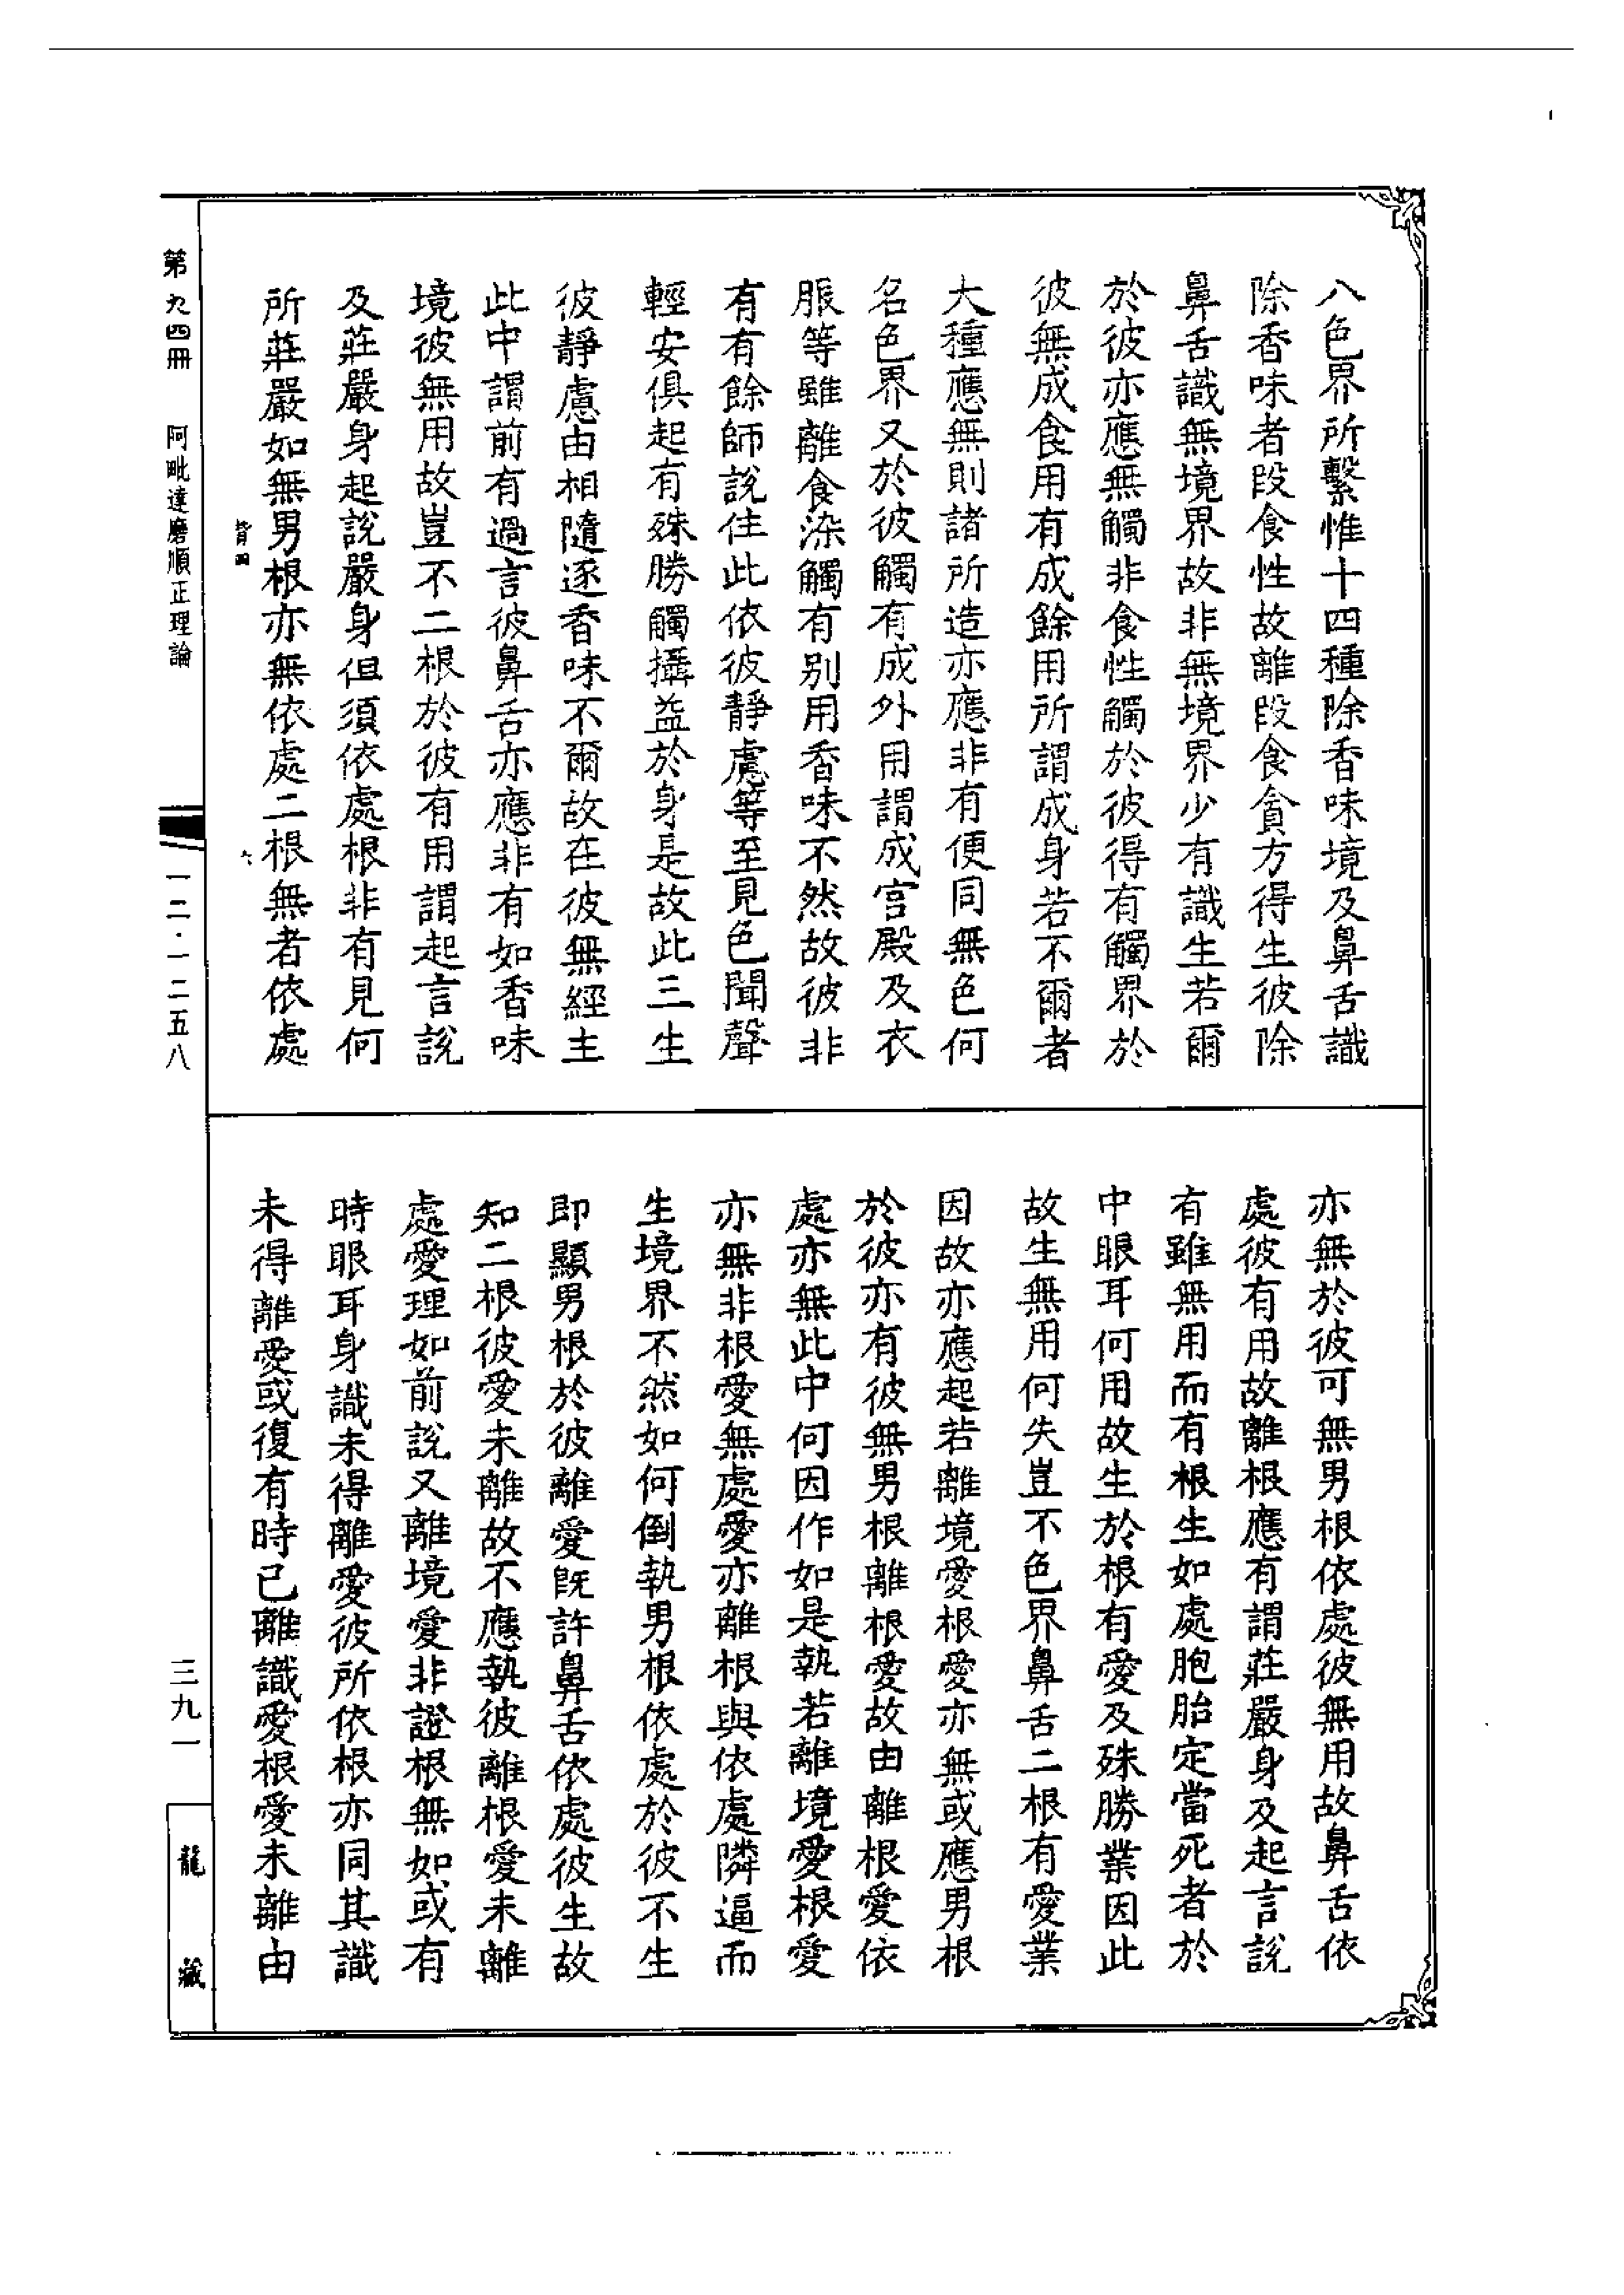 八色界所繫惟十四種除香味境及鼻舌識
除香味者段食性故離段食貪方得生彼除
鼻舌識無境界故非無境界少有識生若爾
於彼亦應無觸非食性觸於彼得有觸界於
彼無成食用有成餘用所謂成身若不爾者
大種應無則諸所造亦應非有便同無色何
名色界又於彼觸有成外用謂成宮殿及衣
服等雖離食染觸有別用香味不然故彼非
有有餘師說住此依彼靜慮等至見色聞聲
輕安俱起有殊勝觸攝益於身是故此三生
彼靜慮由相隨逐香味不爾故在彼無經主
此中謂前有過言彼鼻舌亦應非有如香味
境彼無用故豈不二根於彼有用謂起言說
及莊嚴身起說嚴身但須依處根非有見何
所莊嚴如無男根亦無依處二根無者依處
亦無於彼可無男根依處彼無用故鼻舌依
處彼有用故離根應有謂莊嚴身及起言說
有雖無用而有根生如處胞胎定當死者於
中眼耳何用故生於根有愛及殊勝業因此
故生無用何失豈不色界鼻舌二根有愛業
因故亦應起若離境愛根愛亦無或應男根
於彼亦有彼無男根離根愛故由離根愛依
處亦無此中何因作如是執若離境愛根愛
亦無非根愛無處愛亦離根與依處隣逼而
生境界不然如何倒執男根依處於彼不生
即顯男根於彼離愛既許鼻舌依處彼生故
知二根彼愛未離故不應執彼離根愛未離
處愛理如前說又離境愛非證根無如或有
時眼耳身識未得離愛彼所依根亦同其識
未得離愛或復有時已離識愛根愛未離由
皆四
六
第九四冊
阿毗達磨順正理論
一二·一二五八
三九一
龍藏